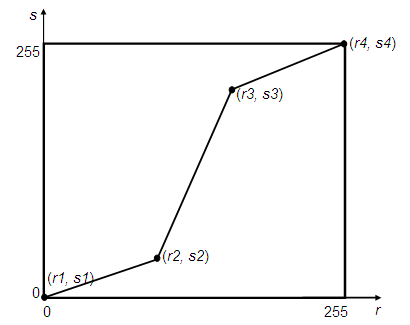 s
255
(r4, s4)
(r3, s3)
(r2, s2)
(r1, s1)
0
0
255
r